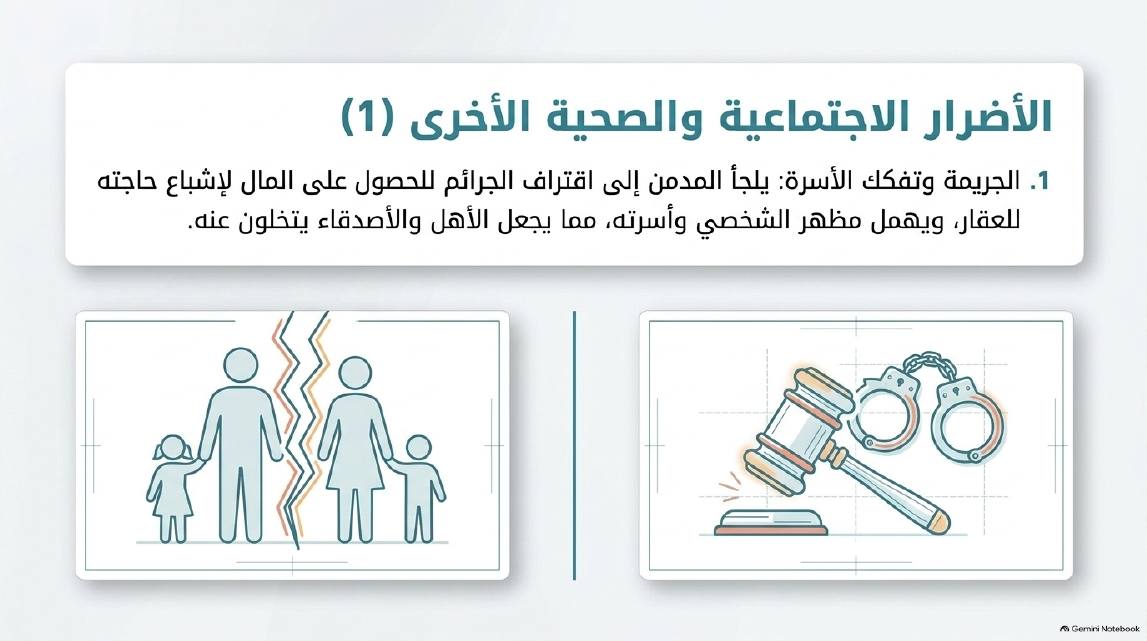 الأضرار الاجتماعية والصحية الأخرى (1)
1. الجريمة وتفكك الأسرة: يلجأ المدمن إلى اقتراف الجرائم للحصول على المال لإشباع حاجته
للعقار، ويهمل مظهر الشخصي وأسرته، مما يجعل الأهل والأصدقاء يتخلون عنه.
Gemini Notebook